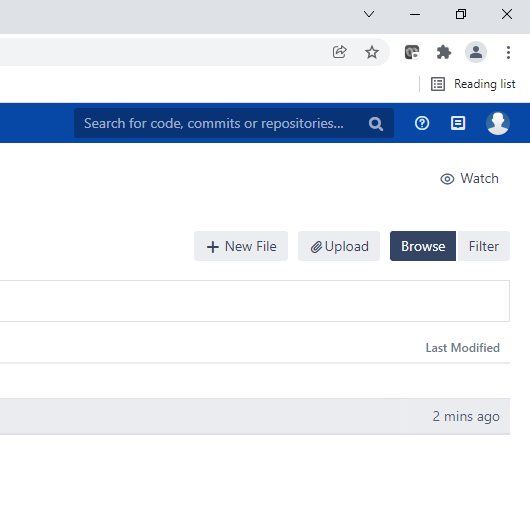 Reading list
Search for code, commits or repositories...
Watch
New File
Upload
Browse
Filter
Last Modified
2 mins ago